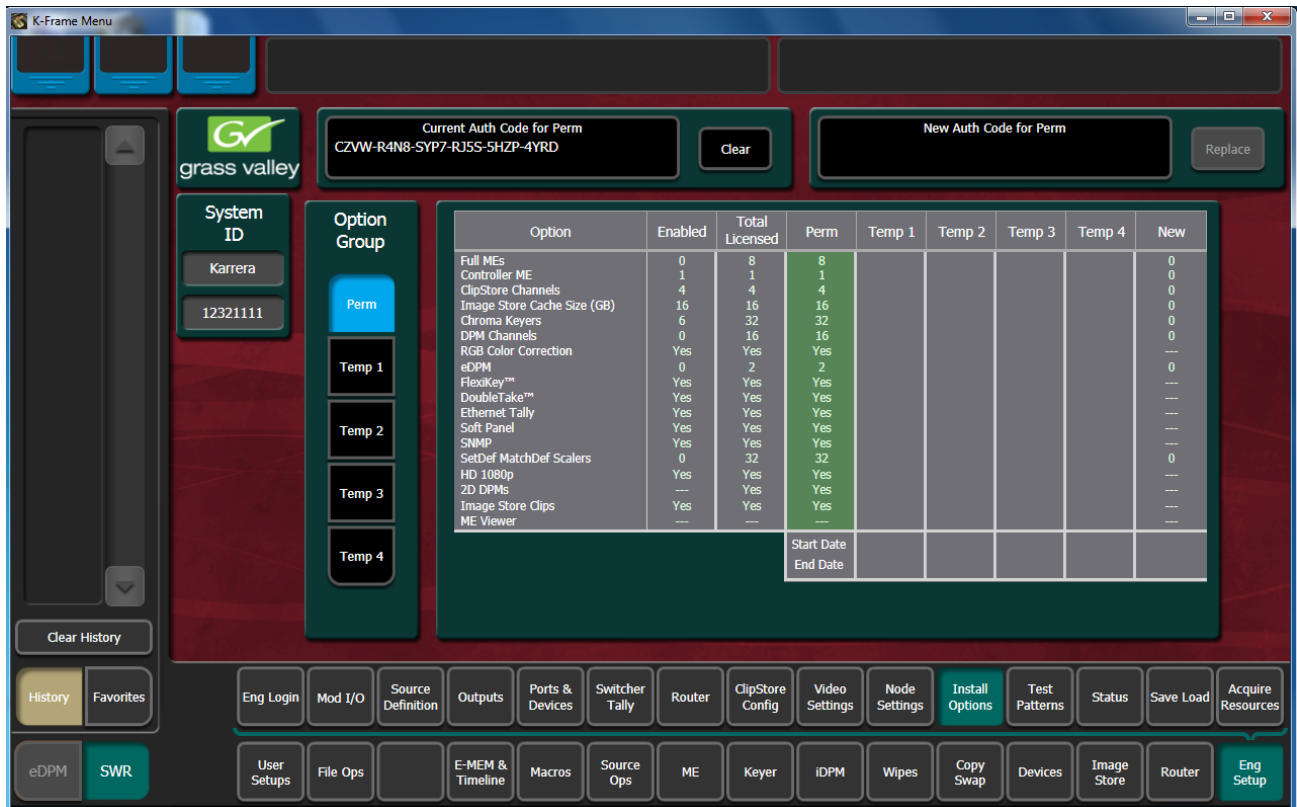 K-Frame Menu
Current Auth Code for Perm
CZVW-R4N8-SYP7-RJ5S-5HZP-4YRD
Clear
New Auth Code for Perm
Replace
grass valley
System
ID
Karrera
12321111
Option
Group
Perm
Temp 1
Temp 2
Temp 3
Temp 4
Option Enabled Total Licensed Perm Temp 1 Temp 2 Temp 3 Temp 4 New
Full MEs 0 8 8 0
Controller ME 1 1 1 0
ClipStore Channels 4 4 4 0
Image Store Cache Size (GB) 16 16 16 0
Chroma Keyers 6 32 32 0
DPM Channels 0 16 16 0
RGB Color Correction Yes Yes Yes ---
eDPM 0 2 2 0
FlexiKey™ Yes Yes Yes ---
DoubleTake™ Yes Yes Yes ---
Ethernet Tally Yes Yes Yes ---
Soft Panel Yes Yes Yes ---
SNMP Yes Yes Yes ---
SetDef MatchDef Scalers 0 32 32 0
HD 1080p Yes Yes Yes ---
2D DPMs --- Yes Yes ---
Image Store Clips Yes Yes Yes ---
ME Viewer --- --- --- ---
Start Date
End Date
Clear History
History
Favorites
Eng Login
Mod I/O
Source
Definition
Outputs
Ports &
Devices
Switcher
Tally
Router
ClipStore
Config
Video
Settings
Node
Settings
Install
Options
Test
Patterns
Status
Save Load
Acquire
Resources
eDPM
SWR
User
Setups
File Ops
E-MEM &
Timeline
Macros
Source
Ops
ME
Keyer
iDPM
Wipes
Copy
Swap
Devices
Image
Store
Router
Eng
Setup